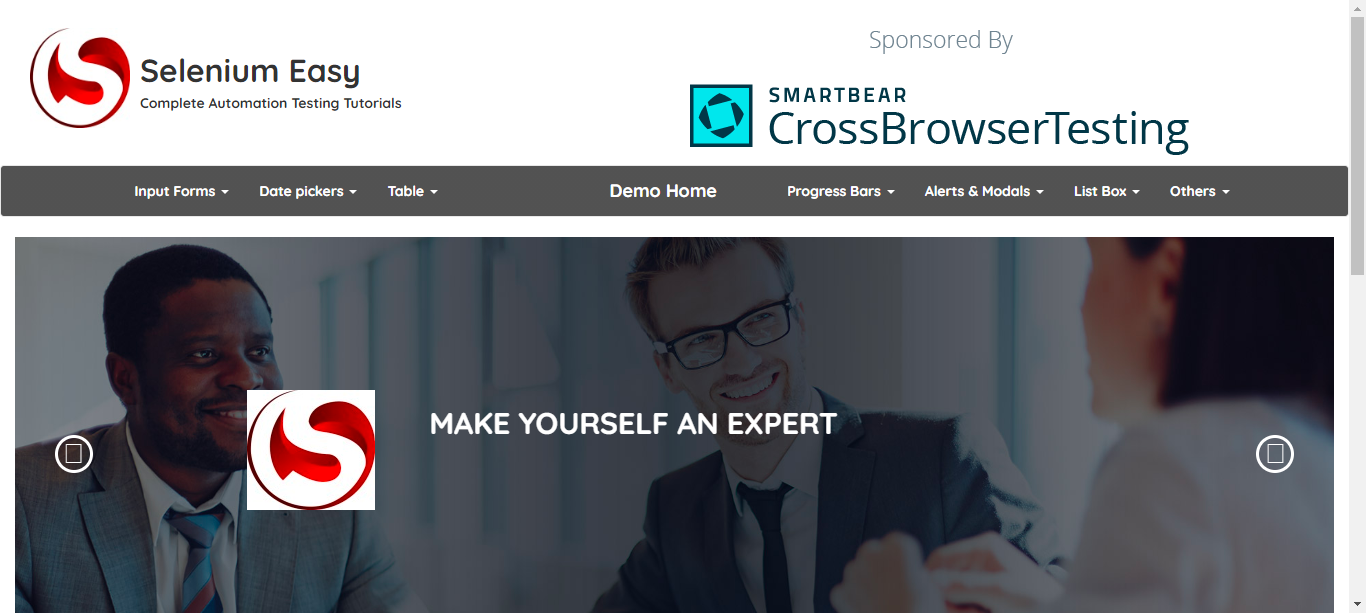 Selenium Easy
Complete Automation Testing Tutorials
Sponsored By
SMARTBEAR
CrossBrowserTesting
Input Forms
Date pickers
Table
Demo Home
Progress Bars
Alerts & Modals
List Box
Others
MAKE YOURSELF AN EXPERT